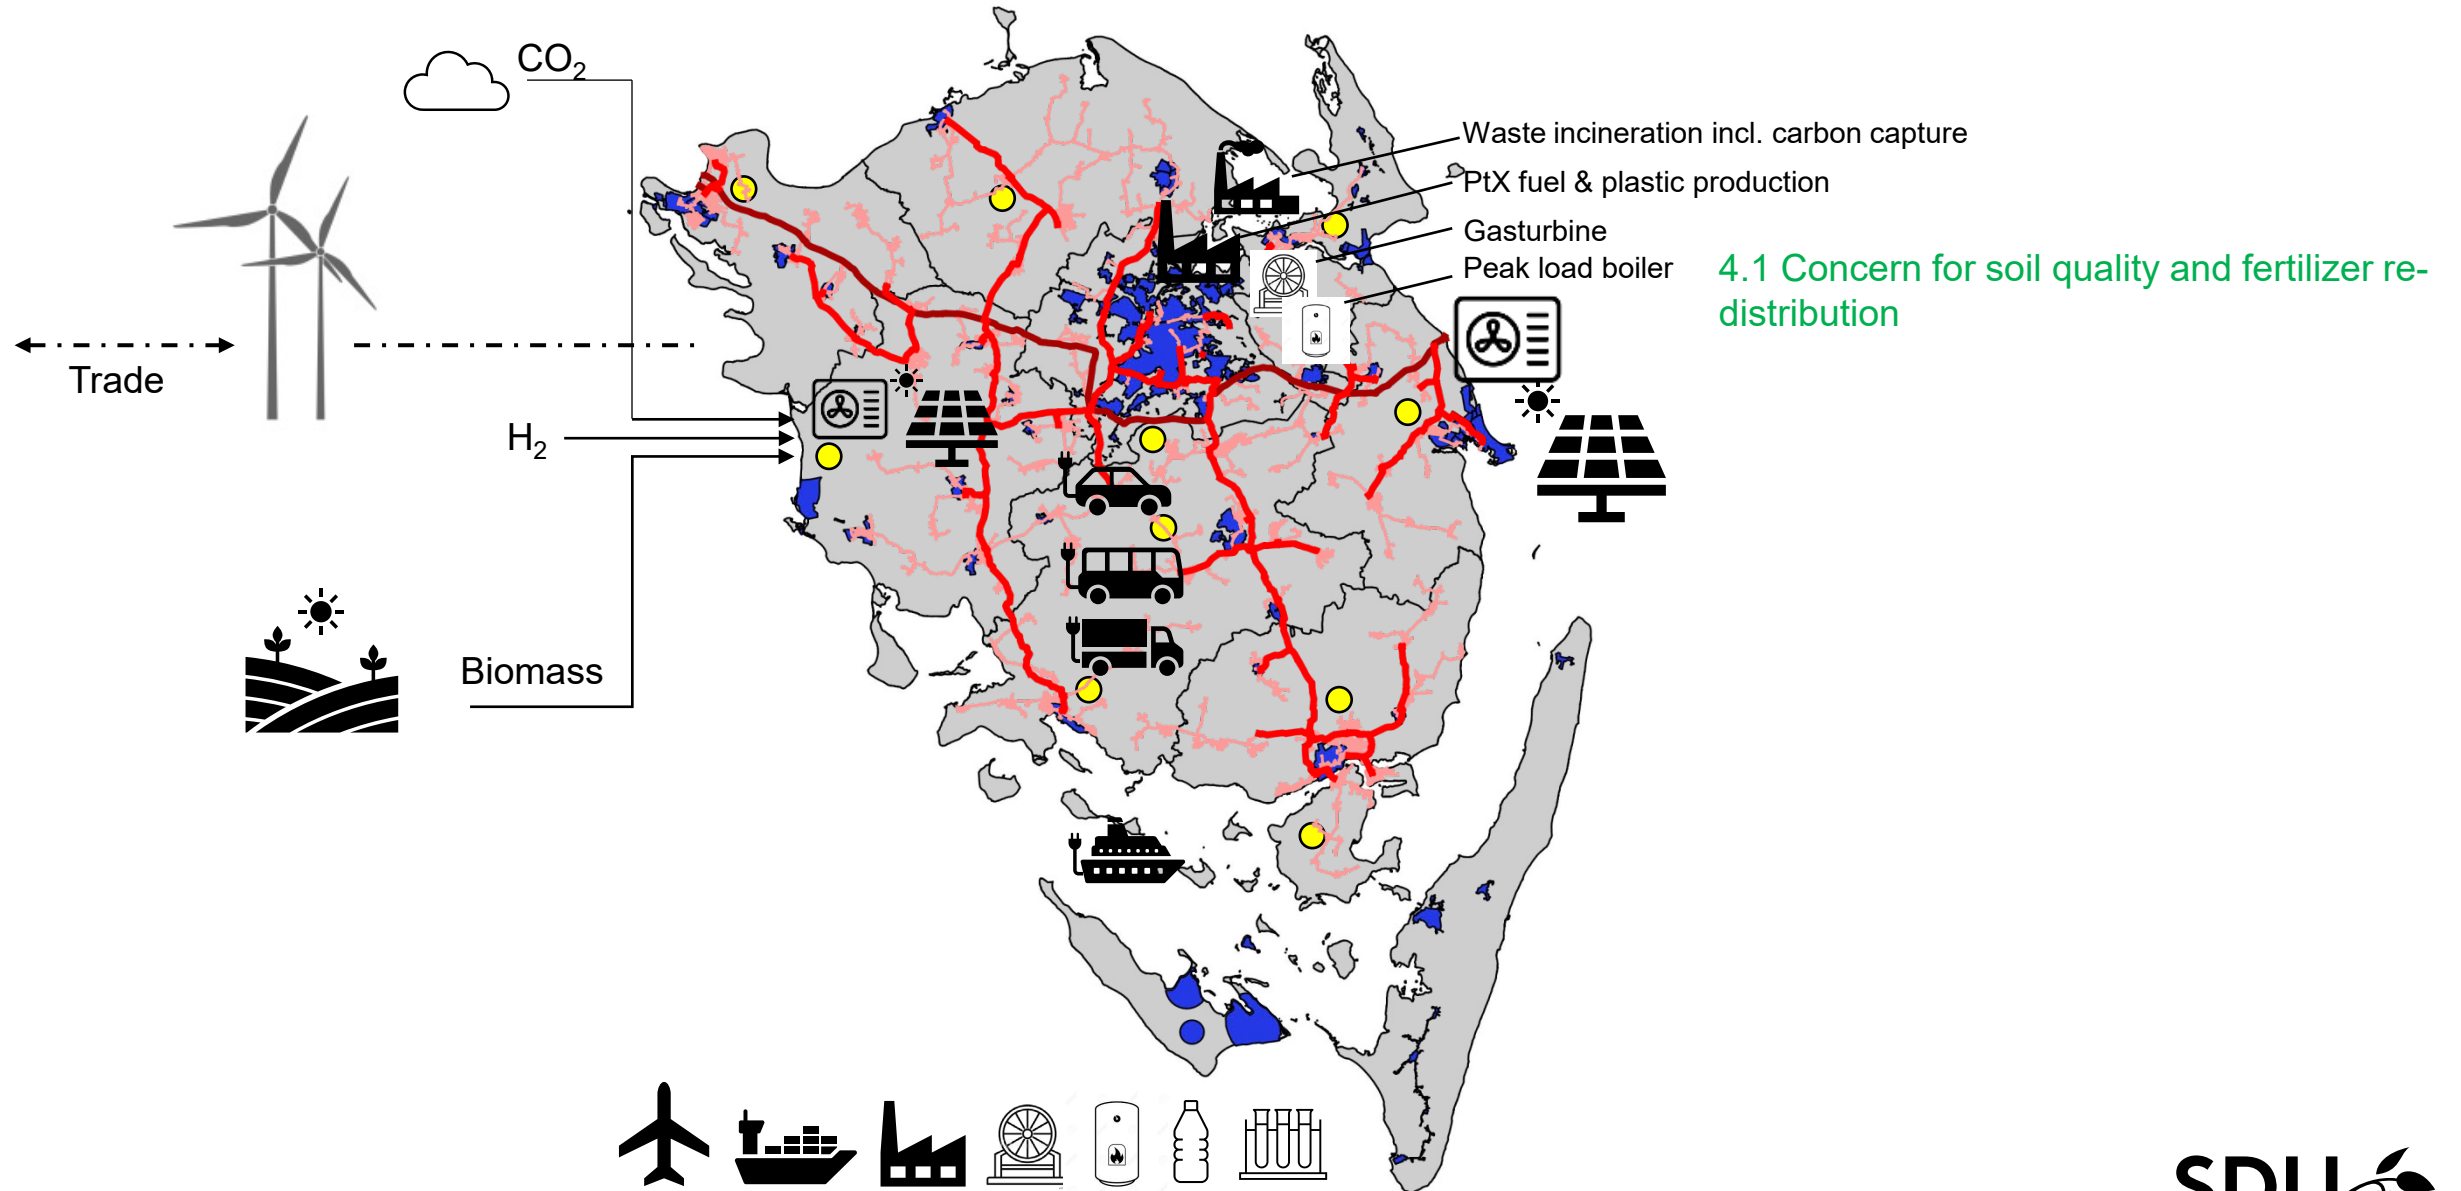 CO₂
Waste incineration incl. carbon capture
PtX fuel & plastic production
Gasturbine
Peak load boiler
4.1 Concern for soil quality and fertilizer re-
distribution
Trade
H₂
Biomass
SDU